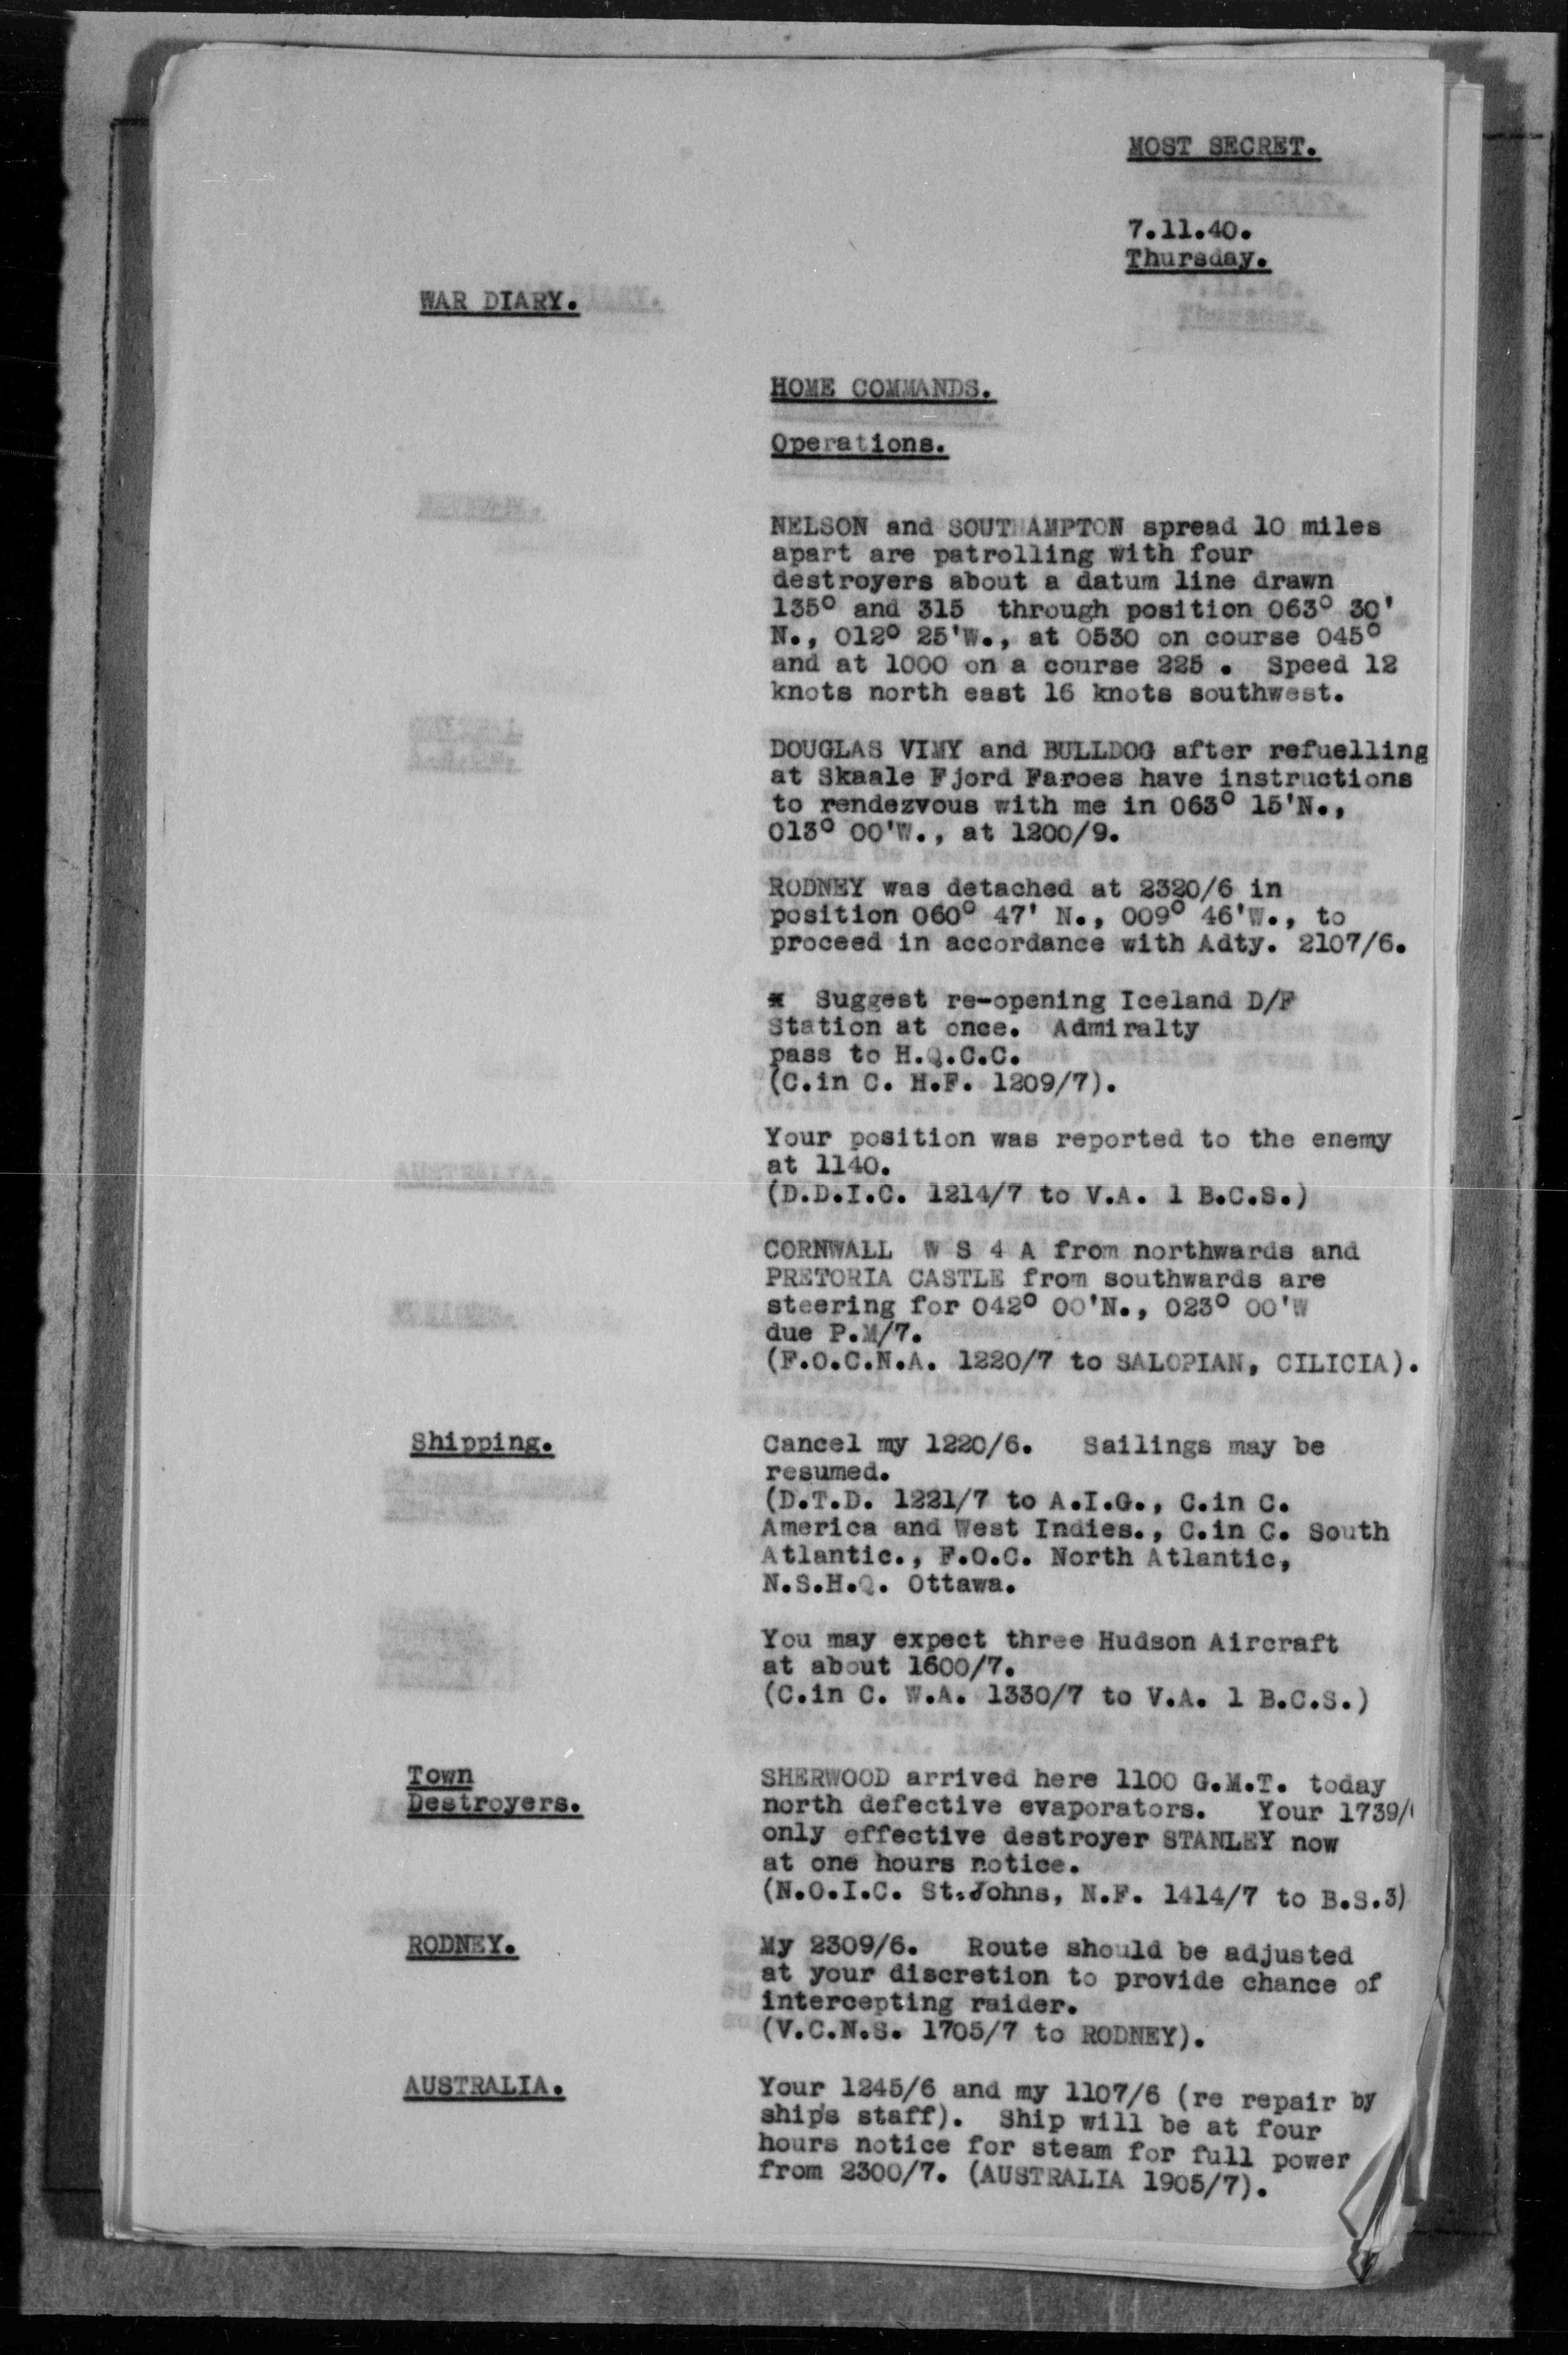 MOST SECRET.
7.11.40.
Thursday.
WAR DIARY.
HOME COMMANDS.
Operations.
NELSON and SOUTHAMPTON spread 10 miles
apart are patrolling with four
destroyers about a datum line drawn
135° and 315 through position 063° 30'
N., 012° 25'W., at 0530 on course 045°
and at 1000 on a course 225 . Speed 12
knots north east 16 knots southwest.
DOUGLAS VIMY and BULLDOG after refuelling
at Skaale Fjord Faroes have instructions
to rendezvous with me in 063° 15'N.,
013° 00'W., at 1200/9.
RODNEY was detached at 2320/6 in
position 060° 47' N., 009° 46'W., to
proceed in accordance with Adty. 2107/6.
* Suggest re-opening Iceland D/F
Station at once. Admiralty
pass to H.Q.C.C.
(C.in C. H.F. 1209/7).
Your position was reported to the enemy
at 1140.
(D.D.I.C. 1214/7 to V.A. 1 B.C.S.)
CORNWALL W S 4 A from northwards and
PRETORIA CASTLE from southwards are
steering for 042° 00'N., 023° 00'W
due P.M/7.
(F.O.C.N.A. 1220/7 to SALOPIAN, CILICIA).
Shipping.
Cancel my 1220/6. Sailings may be
resumed.
(D.T.D. 1221/7 to A.I.G., C.in C.
America and West Indies., C.in C. South
Atlantic., F.O.C. North Atlantic,
N.S.H.Q. Ottawa.
You may expect three Hudson Aircraft
at about 1600/7.
(C.in C. W.A. 1330/7 to V.A. 1 B.C.S.)
Town
Destroyers.
SHERWOOD arrived here 1100 G.M.T. today
north defective evaporators. Your 1739/
only effective destroyer STANLEY now
at one hours notice.
(N.O.I.C. St.Johns, N.F. 1414/7 to B.S.3)
RODNEY.
My 2309/6. Route should be adjusted
at your discretion to provide chance of
intercepting raider.
(V.C.N.S. 1705/7 to RODNEY).
AUSTRALIA.
Your 1245/6 and my 1107/6 (re repair by
ship's staff). Ship will be at four
hours notice for steam for full power
from 2300/7. (AUSTRALIA 1905/7).